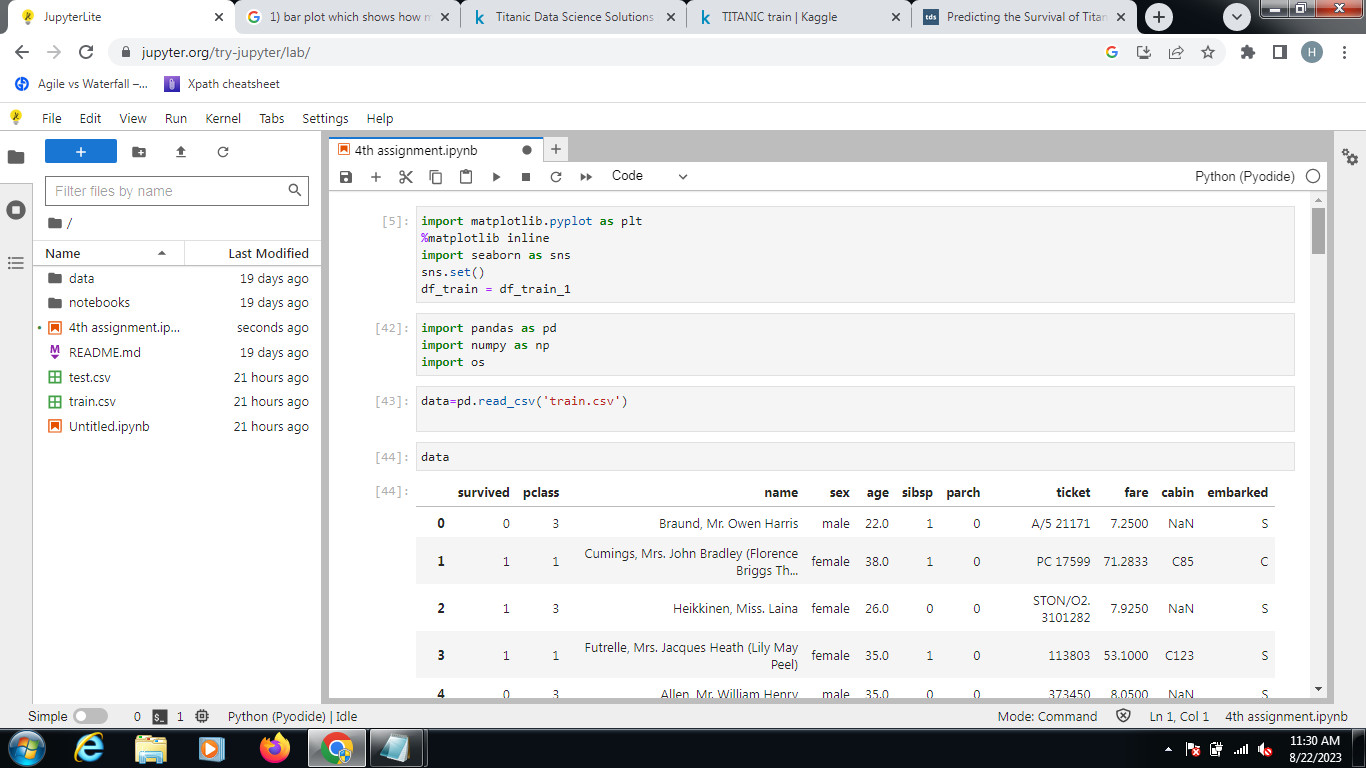 JupyterLite
1) bar plot which shows how m
Titanic Data Science Solutions
TITANIC train | Kaggle
tds
Predicting the Survival of Titan
jupyter.org/try-jupyter/lab/
H
Agile vs Waterfall –...
Xpath cheatsheet
File Edit View Run Kernel Tabs Settings Help
Filter files by name
/
Name Last Modified
data 19 days ago
notebooks 19 days ago
4th assignment.ip... seconds ago
README.md 19 days ago
test.csv 21 hours ago
train.csv 21 hours ago
Untitled.ipynb 21 hours ago
4th assignment.ipynb
Code
Python (Pyodide)
[5]:
import matplotlib.pyplot as plt
%matplotlib inline
import seaborn as sns
sns.set()
df_train = df_train_1
[42]:
import pandas as pd
import numpy as np
import os
[43]:
data=pd.read_csv('train.csv')
[44]:
data
[44]:
survived pclass name sex age sibsp parch ticket fare cabin embarked
0 0 3 Braund, Mr. Owen Harris male 22.0 1 0 A/5 21171 7.2500 NaN S
1 1 1 Cumings, Mrs. John Bradley (Florence
Briggs Th... female 38.0 1 0 PC 17599 71.2833 C85 C
2 1 3 Heikkinen, Miss. Laina female 26.0 0 0 STON/O2.
3101282 7.9250 NaN S
3 1 1 Futrelle, Mrs. Jacques Heath (Lily May
Peel) female 35.0 1 0 113803 53.1000 C123 S
4 0 3 Allen, Mr. William Henry male 35.0 0 0 373450 8.0500 NaN S
Simple 0 1 Python (Pyodide) | Idle
Mode: Command Ln 1, Col 1 4th assignment.ipynb
11:30 AM
8/22/2023